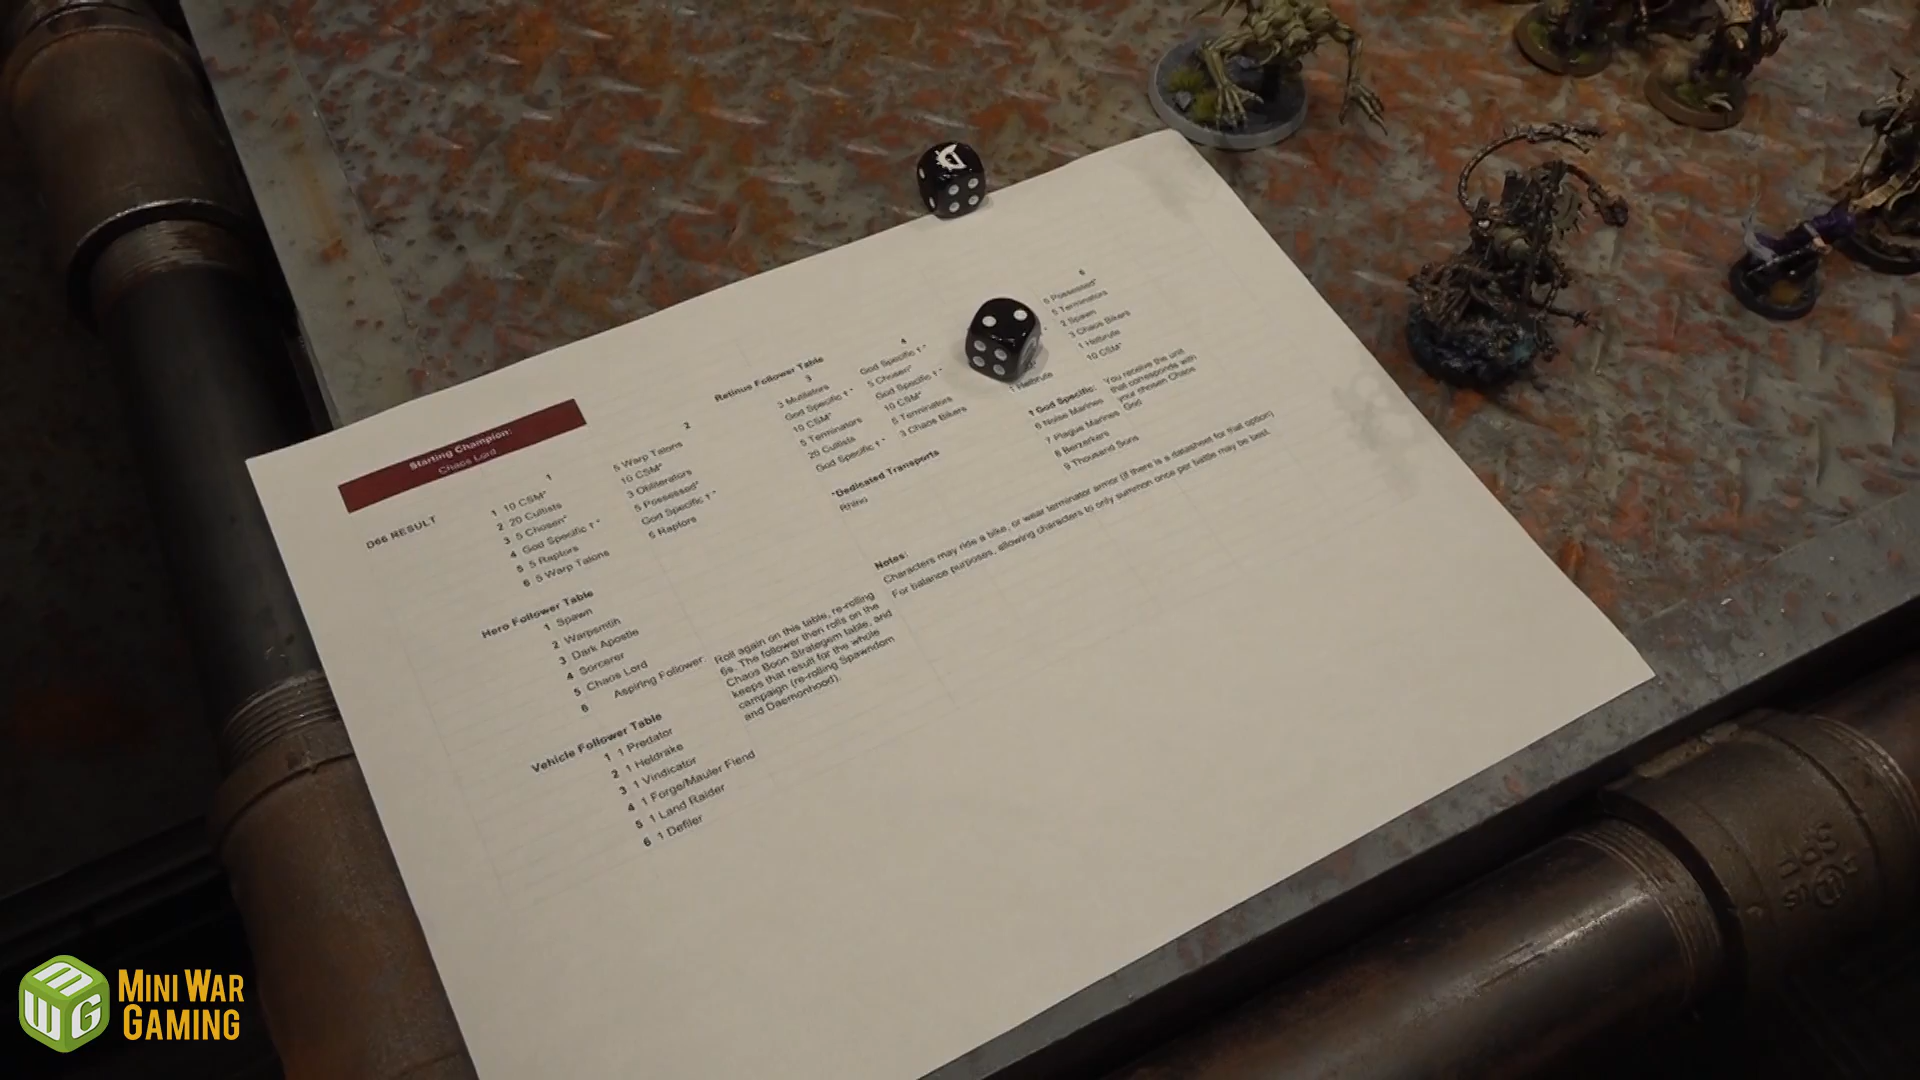 Starting Champion:
Chaos Lord
D66 RESULT
Retinue Follower Table
1
1 10 CSM*
2 20 Cultists
3 5 Chosen*
4 God Specific † *
5 5 Raptors
6 5 Warp Talons
2
5 Warp Talons
10 CSM*
3 Obliterators
5 Possessed*
God Specific † *
5 Raptors
3
3 Mutilators
God Specific † *
10 CSM*
5 Terminators
20 Cultists
God Specific † *
4
God Specific † *
5 Chosen*
God Specific † *
10 CSM*
5 Terminators
3 Chaos Bikers
1 Helbrute
6
5 Possessed*
5 Terminators
2 Spawn
3 Chaos Bikers
1 Helbrute
10 CSM*
*Dedicated Transports
Rhino
† God Specific:
6 Noise Marines
7 Plague Marines
8 Berzerkers
9 Thousand Sons
You receive the unit
that corresponds with
your chosen Chaos
God
Hero Follower Table
1 Spawn
2 Warpsmtih
3 Dark Apostle
4 Sorcerer
5 Chaos Lord
6 Aspiring Follower:
Roll again on this table, re-rolling
6s. The follower then rolls on the
Chaos Boon Strategem table, and
keeps that result for the whole
campaign (re-rolling Spawndom
and Daemonhood).
Notes:
Characters may ride a bike, or wear terminator armor (if there is a datasheet for that option)
For balance purposes, allowing characters to only summon once per battle may be best.
Vehicle Follower Table
1 1 Predator
2 1 Heldrake
3 1 Vindicator
4 1 Forge/Mauler Fiend
5 1 Land Raider
6 1 Defiler
MWG
MINI WAR
GAMING